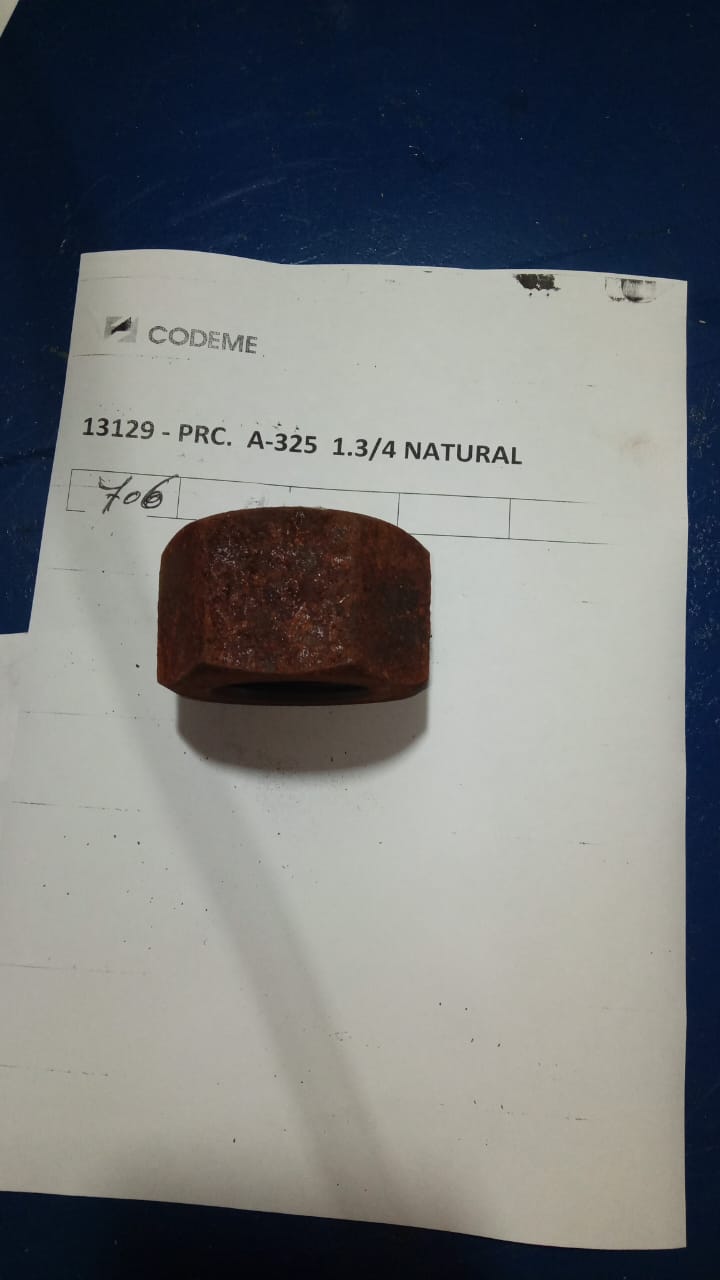 CODEME
13129 - PRC. A-325 1.3/4 NATURAL
706